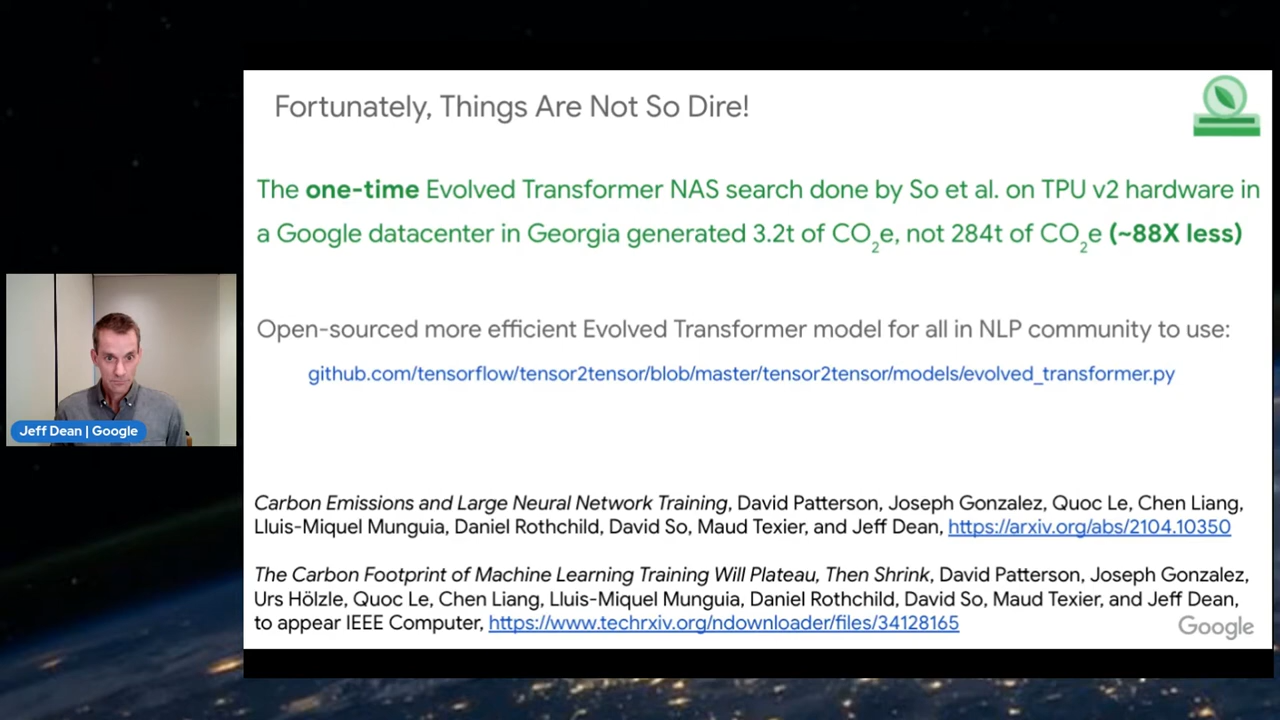 Fortunately, Things Are Not So Dire!
The one-time Evolved Transformer NAS search done by So et al. on TPU v2 hardware in
a Google datacenter in Georgia generated 3.2t of CO2e, not 284t of CO2e (~88X less)
Open-sourced more efficient Evolved Transformer model for all in NLP community to use:
github.com/tensorflow/tensor2tensor/blob/master/tensor2tensor/models/evolved_transformer.py
Jeff Dean | Google
Carbon Emissions and Large Neural Network Training, David Patterson, Joseph Gonzalez, Quoc Le, Chen Liang,
Lluis-Miquel Munguia, Daniel Rothchild, David So, Maud Texier, and Jeff Dean, https://arxiv.org/abs/2104.10350
The Carbon Footprint of Machine Learning Training Will Plateau, Then Shrink, David Patterson, Joseph Gonzalez,
Urs Hölzle, Quoc Le, Chen Liang, Lluis-Miquel Munguia, Daniel Rothchild, David So, Maud Texier, and Jeff Dean,
to appear IEEE Computer, https://www.techrxiv.org/ndownloader/files/34128165
Google